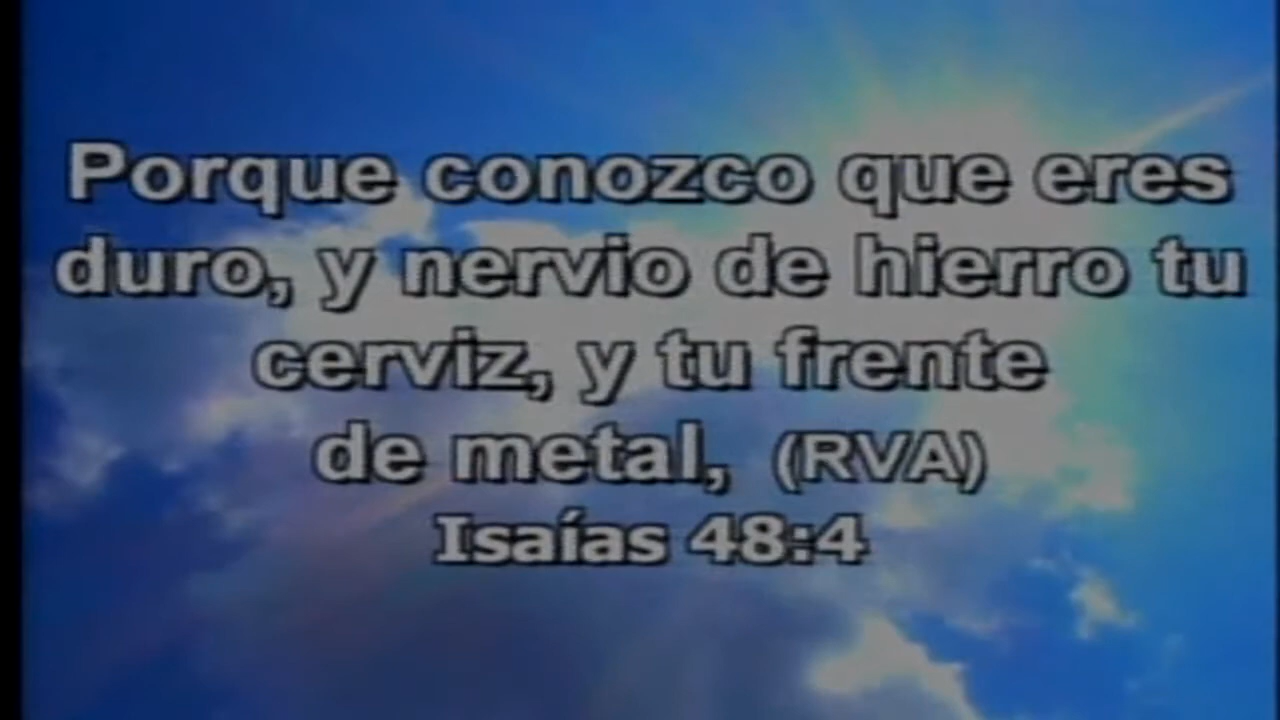 Porque conozco que eres
duro, y nervio de hierro tu
cerviz, y tu frente
de metal, (RVA)
Isaías 48:4